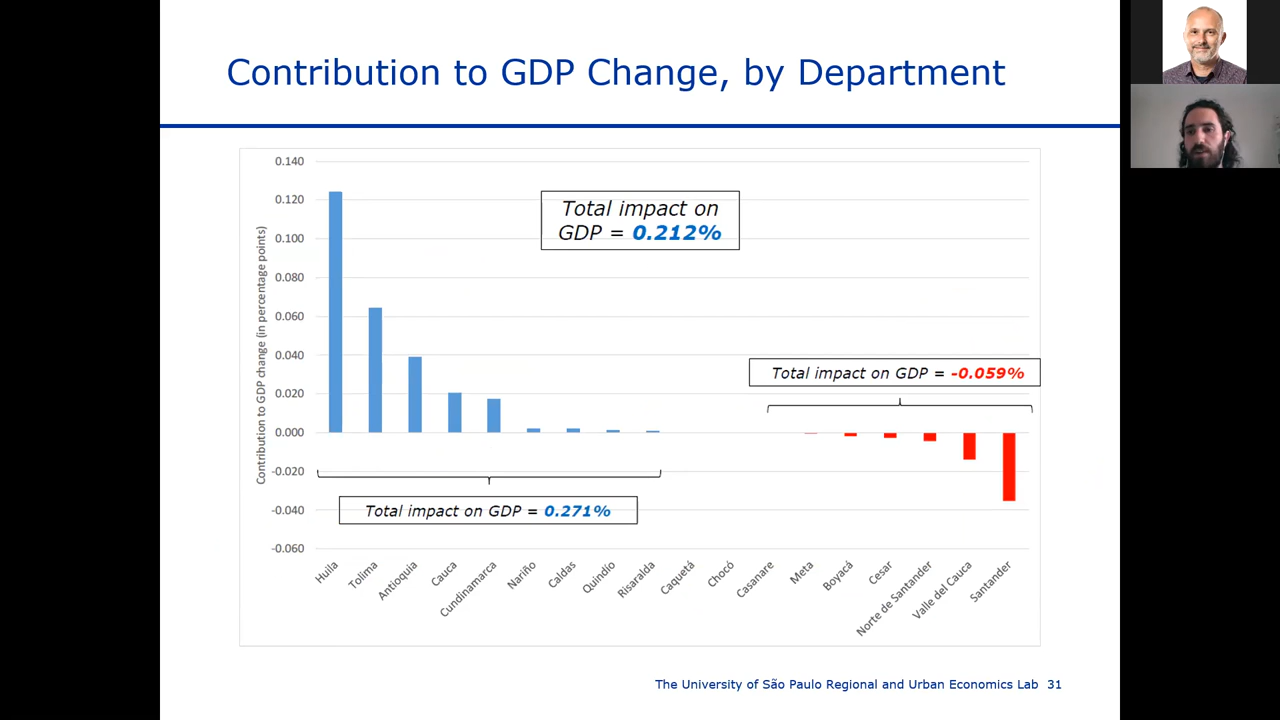 Contribution to GDP Change, by Department
Contribution to GDP change (in percentage points)
0.140
0.120
0.100
0.080
0.060
0.040
0.020
0.000
-0.020
-0.040
-0.060
Total impact on
GDP = 0.212%
Total impact on GDP = -0.059%
Total impact on GDP = 0.271%
Huila
Tolima
Antioquia
Cauca
Cundinamarca
Nariño
Caldas
Quindio
Risaralda
Caquetá
Chocó
Casanare
Meta
Boyacá
Cesar
Norte de Santander
Valle del Cauca
Santander
The University of São Paulo Regional and Urban Economics Lab 31